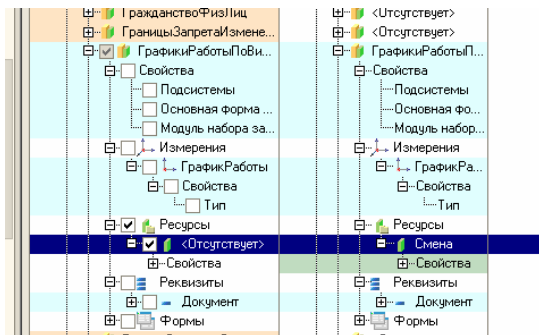 ГражданствоФизЛиц <Отсутствует>
ГраницыЗапретаИзмене... <Отсутствует>
ГрафикиРаботыПоВи... ГрафикиРаботыП...
Свойства Свойства
Подсистемы Подсистемы
Основная форма ... Основная фо...
Модуль набора за... Модуль набор...
Измерения Измерения
ГрафикРаботы ГрафикРа...
Свойства Свойства
Тип Тип
Ресурсы Ресурсы
<Отсутствует> Смена
Свойства Свойства
Реквизиты Реквизиты
Документ Документ
Формы Формы